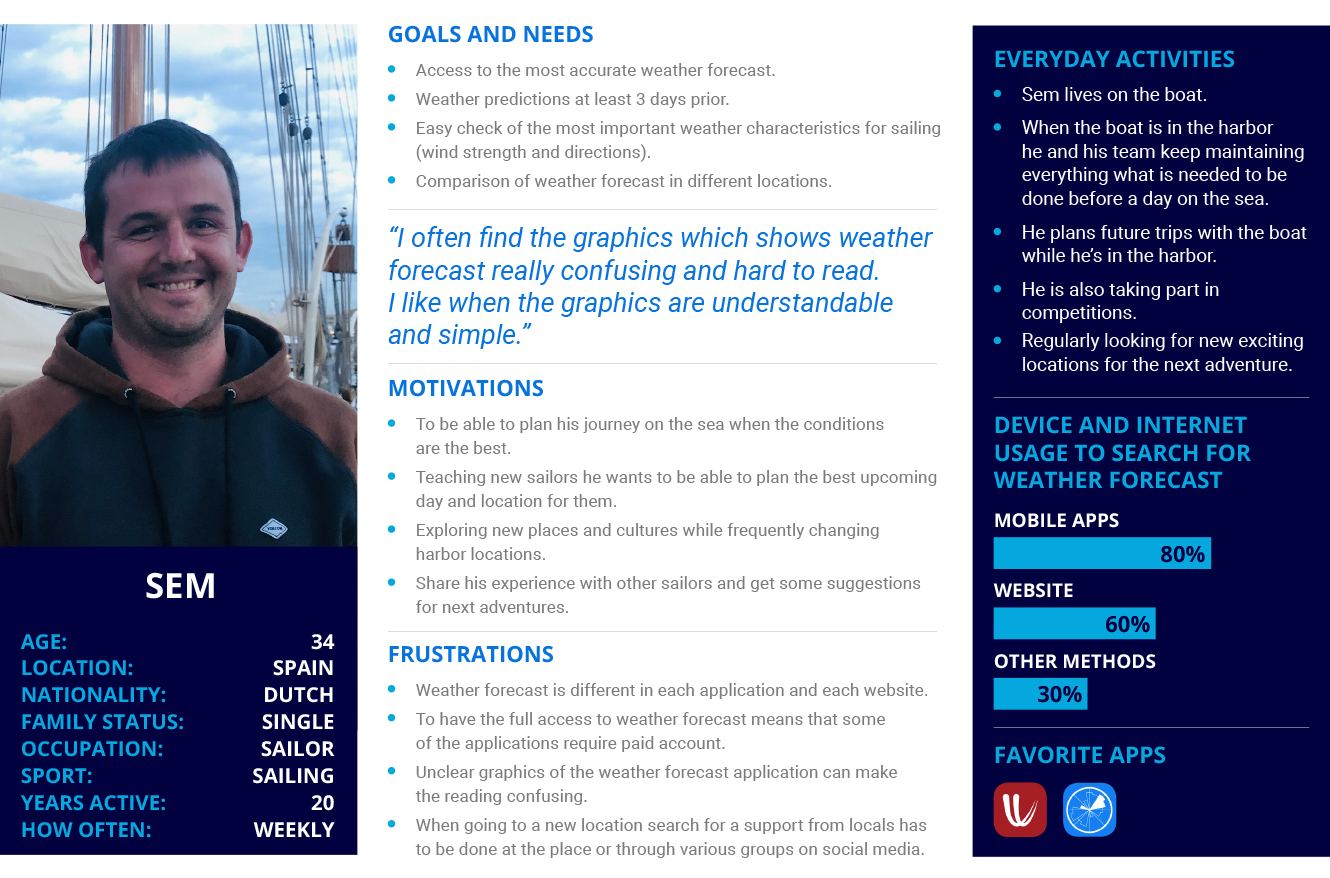 SEM
AGE: 34
LOCATION: SPAIN
NATIONALITY: DUTCH
FAMILY STATUS: SINGLE
OCCUPATION: SAILOR
SPORT: SAILING
YEARS ACTIVE: 20
HOW OFTEN: WEEKLY
GOALS AND NEEDS
Access to the most accurate weather forecast.
Weather predictions at least 3 days prior.
Easy check of the most important weather characteristics for sailing
(wind strength and directions).
Comparison of weather forecast in different locations.
“I often find the graphics which shows weather
forecast really confusing and hard to read.
I like when the graphics are understandable
and simple.”
MOTIVATIONS
To be able to plan his journey on the sea when the conditions
are the best.
Teaching new sailors he wants to be able to plan the best upcoming
day and location for them.
Exploring new places and cultures while frequently changing
harbor locations.
Share his experience with other sailors and get some suggestions
for next adventures.
FRUSTRATIONS
Weather forecast is different in each application and each website.
To have the full access to weather forecast means that some
of the applications require paid account.
Unclear graphics of the weather forecast application can make
the reading confusing.
When going to a new location search for a support from locals has
to be done at the place or through various groups on social media.
EVERYDAY ACTIVITIES
Sem lives on the boat.
When the boat is in the harbor
he and his team keep maintaining
everything what is needed to be
done before a day on the sea.
He plans future trips with the boat
while he’s in the harbor.
He is also taking part in
competitions.
Regularly looking for new exciting
locations for the next adventure.
DEVICE AND INTERNET
USAGE TO SEARCH FOR
WEATHER FORECAST
MOBILE APPS
80%
WEBSITE
60%
OTHER METHODS
30%
FAVORITE APPS